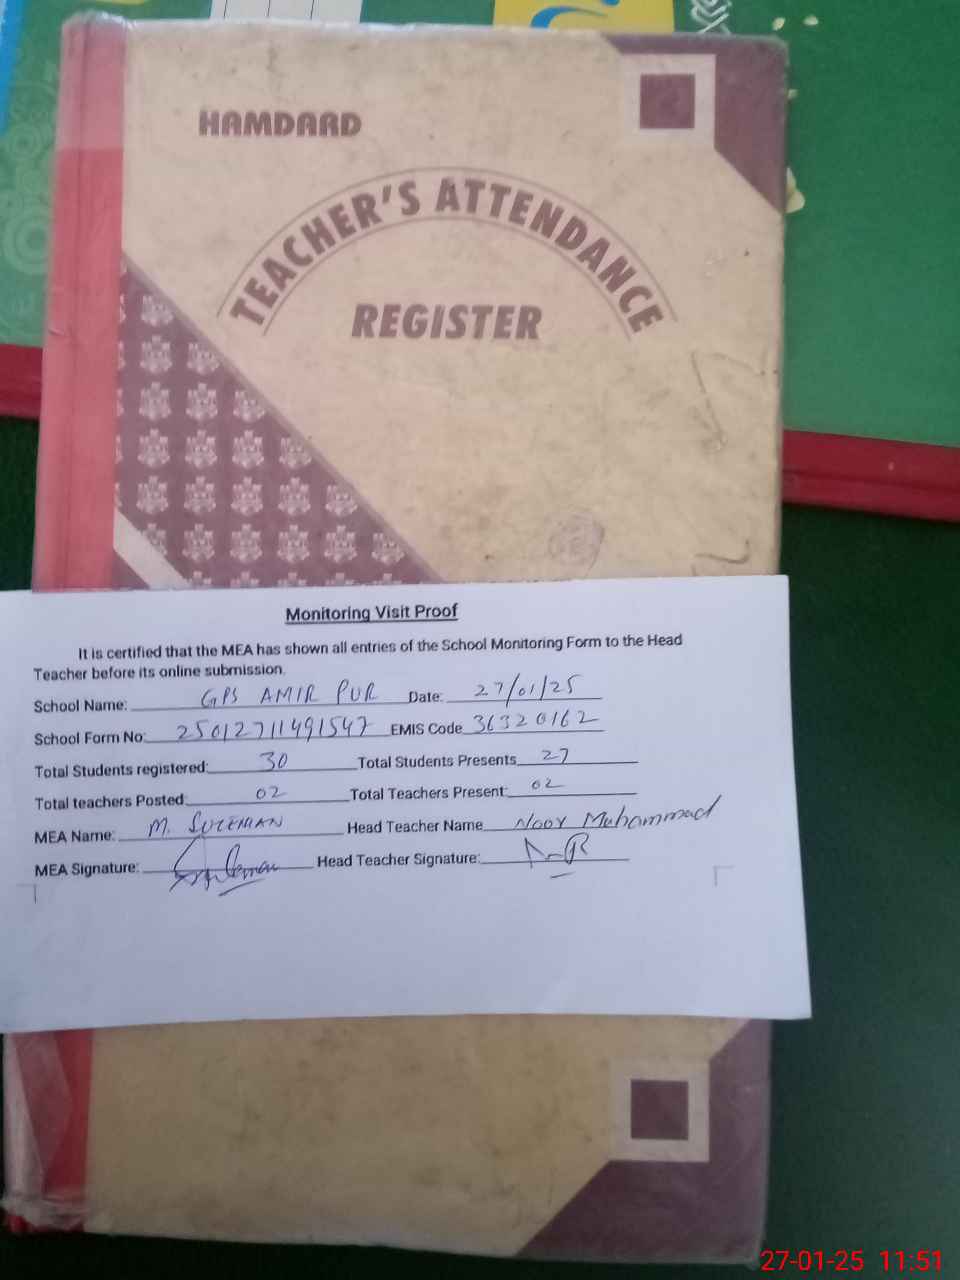 HAMDARD
TEACHER'S ATTENDANCE
REGISTER
Monitoring Visit Proof
It is certified that the MEA has shown all entries of the School Monitoring Form to the Head
Teacher before its online submission.
School Name: GPS AMIR PUR Date: 27/01/25
School Form No: 25012711491547 EMIS Code 36320162
Total Students registered: 30 Total Students Presents 27
Total teachers Posted: 02 Total Teachers Present: 02
MEA Name: M. SULEMAN Head Teacher Name Noor Muhammad
MEA Signature: Head Teacher Signature:
27-01-25 11:51